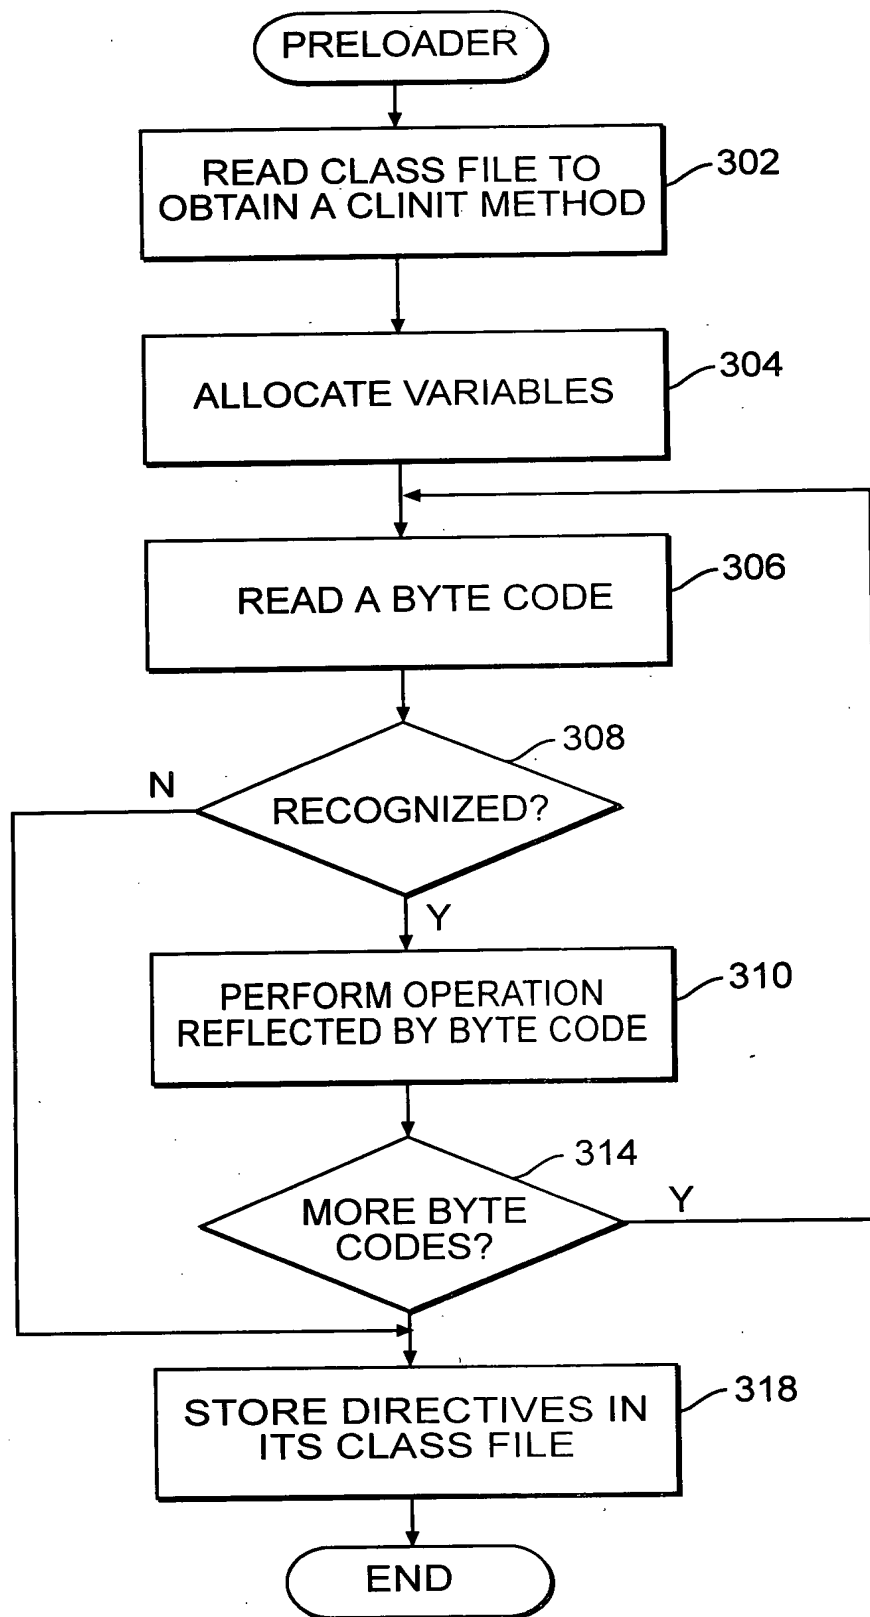 PRELOADER
READ CLASS FILE TO
OBTAIN A CLINIT METHOD
302
ALLOCATE VARIABLES
304
READ A BYTE CODE
306
308
N
RECOGNIZED?
Y
PERFORM OPERATION
REFLECTED BY BYTE CODE
310
314
MORE BYTE
CODES?
Y
STORE DIRECTIVES IN
ITS CLASS FILE
318
END